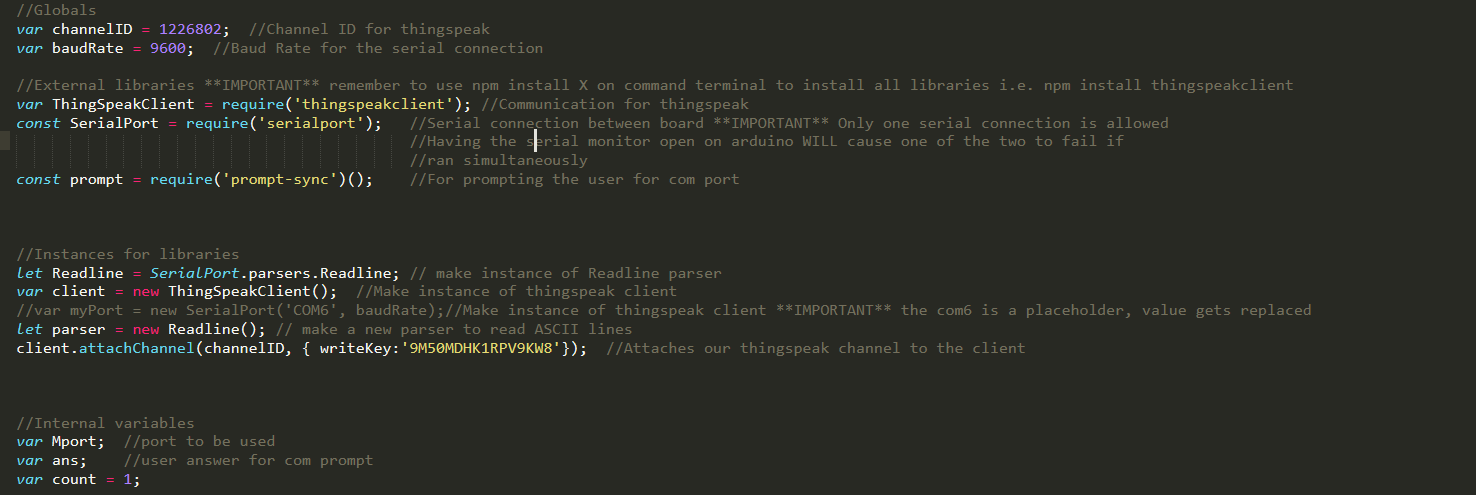 //Globals
var channelID = 1226802;  //Channel ID for thingspeak
var baudRate = 9600;  //Baud Rate for the serial connection
//External libraries **IMPORTANT** remember to use npm install X on command terminal to install all libraries i.e. npm install thingspeakclient
var ThingSpeakClient = require('thingspeakclient'); //Communication for thingspeak
const SerialPort = require('serialport');   //Serial connection between board **IMPORTANT** Only one serial connection is allowed
//Having the serial monitor open on arduino WILL cause one of the two to fail if
//ran simultaneously
const prompt = require('prompt-sync')();    //For prompting the user for com port
//Instances for libraries
let Readline = SerialPort.parsers.Readline; // make instance of Readline parser
var client = new ThingSpeakClient();  //Make instance of thingspeak client
//var myPort = new SerialPort('COM6', baudRate);//Make instance of thingspeak client **IMPORTANT** the com6 is a placeholder, value gets replaced
let parser = new Readline(); // make a new parser to read ASCII lines
client.attachChannel(channelID, { writeKey:'9M50MDHK1RPV9KW8'});  //Attaches our thingspeak channel to the client
//Internal variables
var Mport;  //port to be used
var ans;    //user answer for com prompt
var count = 1;